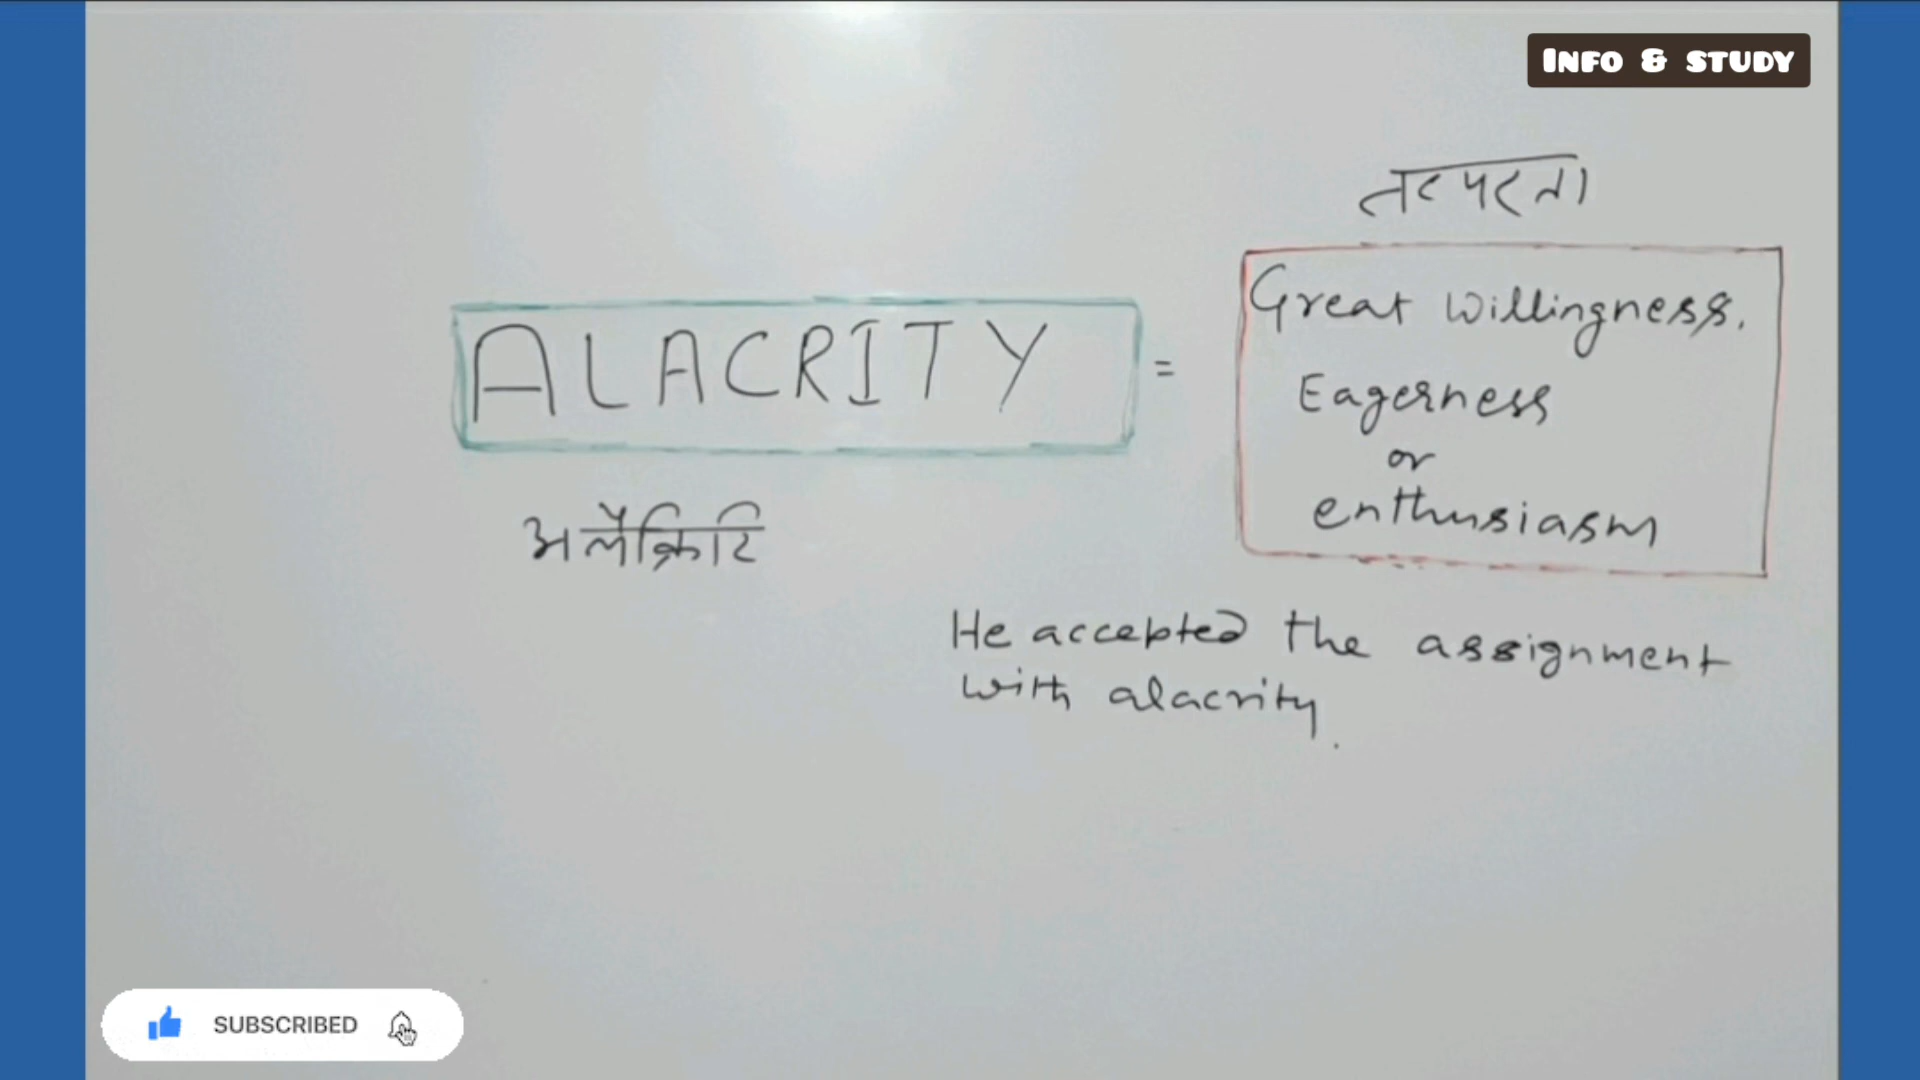 INFO & STUDY
तत्परता
ALACRITY =
Great willingness.
Eagerness
or
enthusiasm
अलैक्रिटि
He accepted the assignment
with alacrity.
SUBSCRIBED